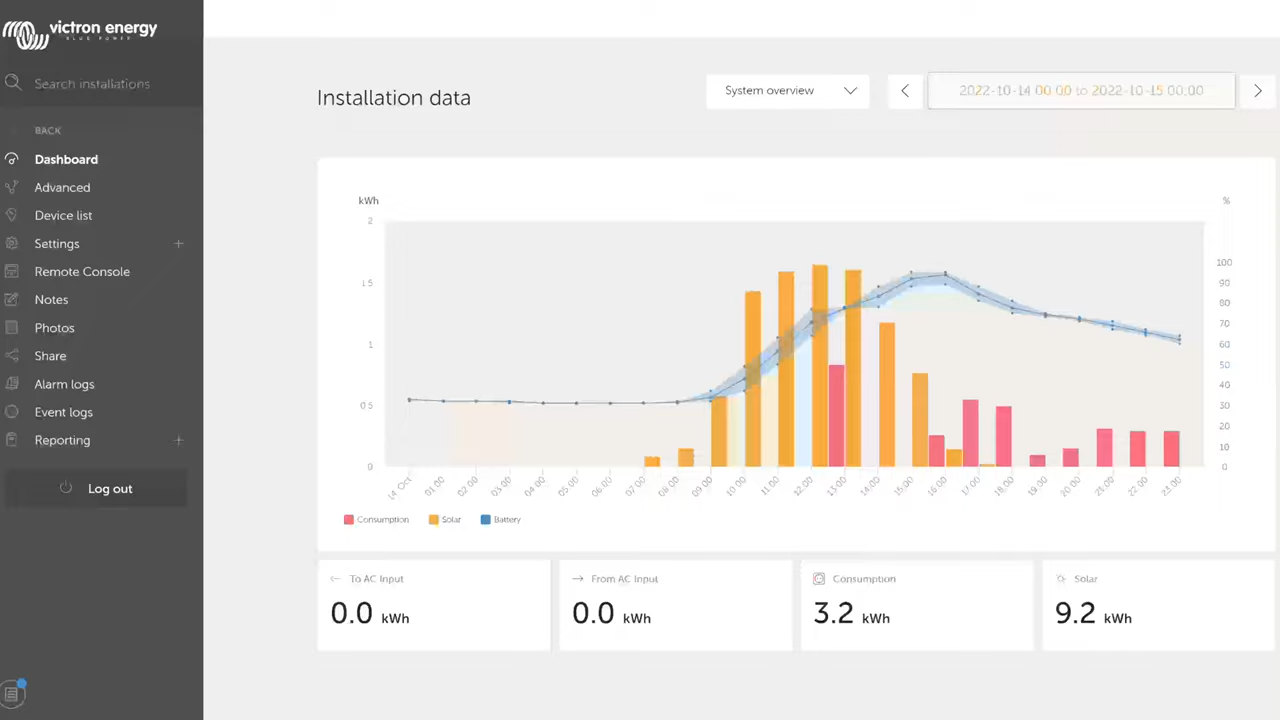 victron energy
BLUE POWER
Search installations
BACK
Dashboard
Advanced
Device list
Settings +
Remote Console
Notes
Photos
Share
Alarm logs
Event logs
Reporting +
Log out
Installation data
System overview
2022-10-14 00:00 to 2022-10-15 00:00
kWh
%
2
1.5
1
0.5
0
100
90
80
70
60
50
40
30
20
10
0
14. Oct 01:00 02:00 03:00 04:00 05:00 06:00 07:00 08:00 09:00 10:00 11:00 12:00 13:00 14:00 15:00 16:00 17:00 18:00 19:00 20:00 21:00 22:00 23:00
Consumption Solar Battery
To AC Input
0.0 kWh
From AC Input
0.0 kWh
Consumption
3.2 kWh
Solar
9.2 kWh